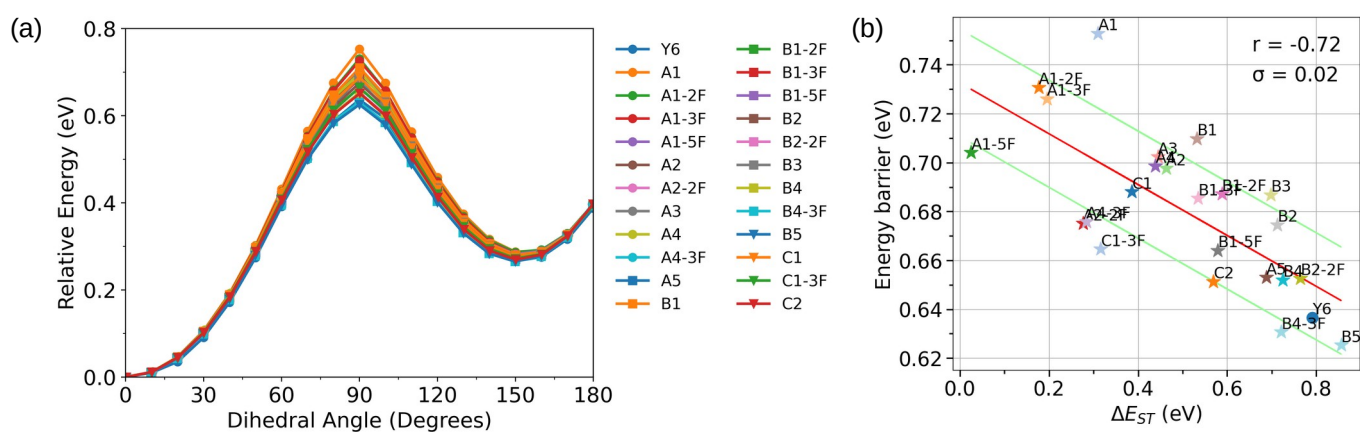 (a)
Relative Energy (eV)
0.8
0.6
0.4
0.2
0.0
0
30
60
90
120
150
180
Dihedral Angle (Degrees)
Y6
A1
A1-2F
A1-3F
A1-5F
A2
A2-2F
A3
A4
A4-3F
A5
B1
B1-2F
B1-3F
B1-5F
B2
B2-2F
B3
B4
B4-3F
B5
C1
C1-3F
C2
(b)
Energy barrier (eV)
0.74
0.72
0.70
0.68
0.66
0.64
0.62
r = -0.72
σ = 0.02
A1
A1-2F
A1-3F
A1-5F
B1
A3
A4
A2
C1
B1-2F
B1-3F
B3
A4-3F
A2-2F
B2
C1-3F
B1-5F
C2
A5
B4
B2-2F
Y6
B4-3F
B5
0.0
0.2
0.4
0.6
0.8
ΔE_ST (eV)